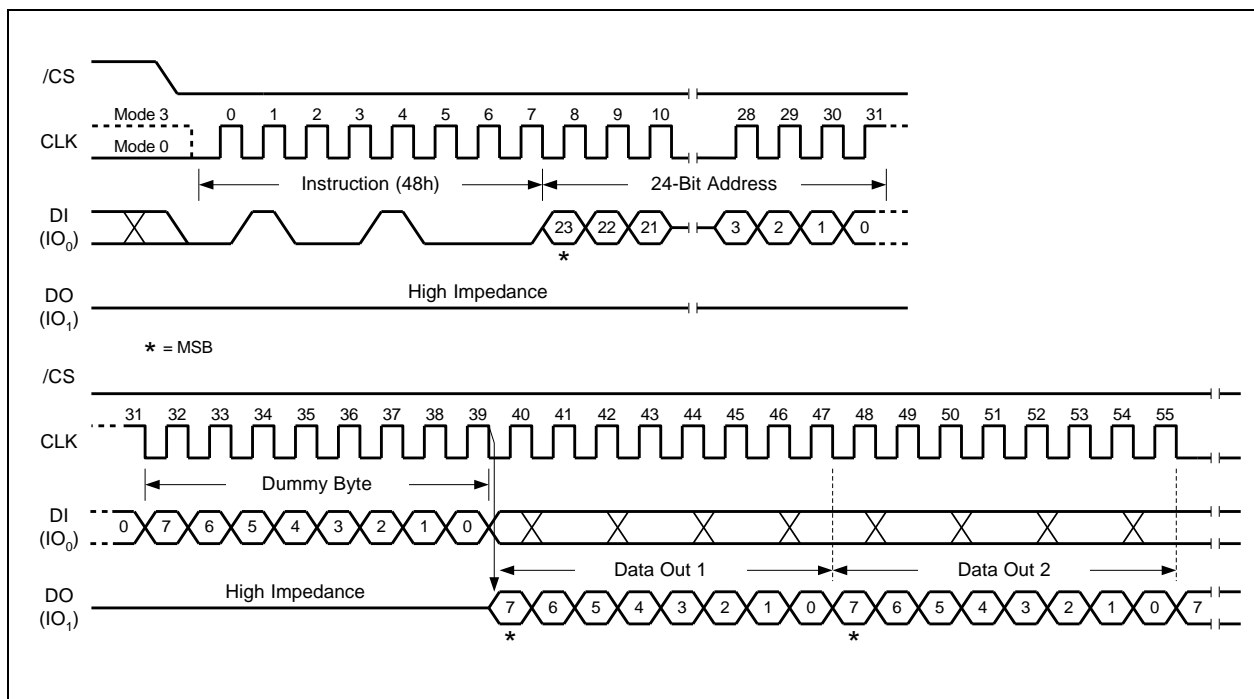 /CS
Mode 3 0 1 2 3 4 5 6 7 8 9 10 28 29 30 31
CLK
Mode 0
Instruction (48h) 24-Bit Address
DI
(IO0)
23 22 21 3 2 1 0
*
High Impedance
DO
(IO1)
* = MSB
/CS
31 32 33 34 35 36 37 38 39 40 41 42 43 44 45 46 47 48 49 50 51 52 53 54 55
CLK
Dummy Byte
DI
(IO0)
0 7 6 5 4 3 2 1 0
Data Out 1 Data Out 2
High Impedance
DO
(IO1)
7 6 5 4 3 2 1 0 7 6 5 4 3 2 1 0 7
* *